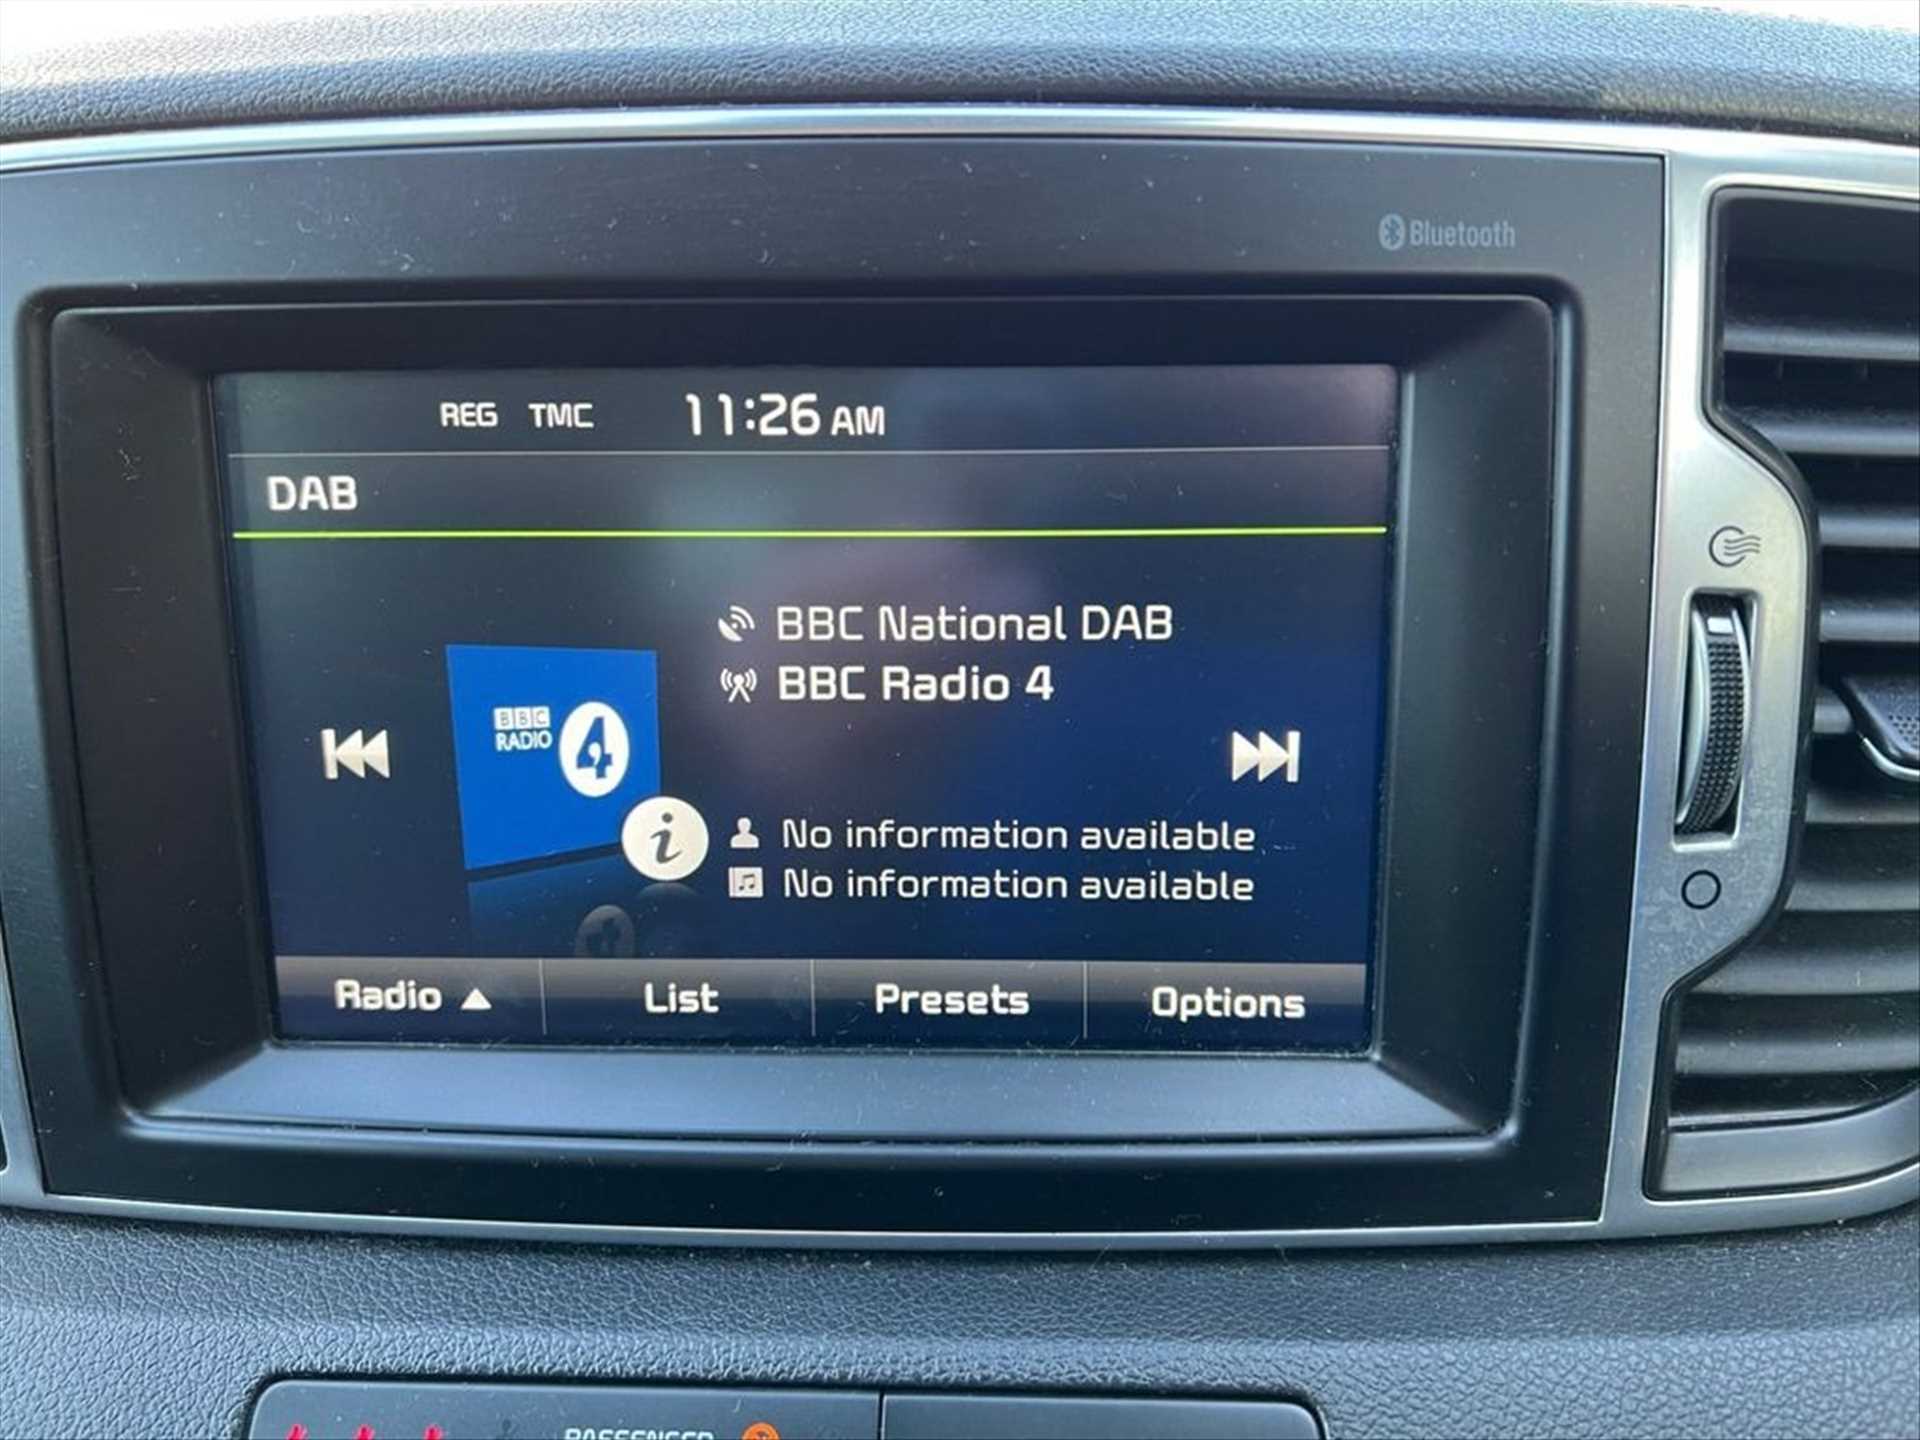 Bluetooth
REG TMC 11:26 AM
DAB
BBC National DAB
BBC Radio 4
BBC
RADIO 4
i
No information available
No information available
Radio ▲ List Presets Options
PASSENGER